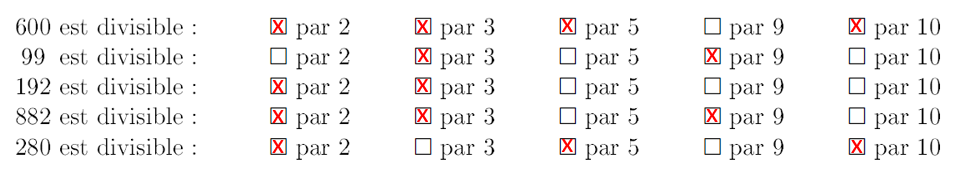 600 est divisible : ☒ par 2 ☒ par 3 ☒ par 5 ☐ par 9 ☒ par 10
99 est divisible : ☐ par 2 ☒ par 3 ☐ par 5 ☒ par 9 ☐ par 10
192 est divisible : ☒ par 2 ☒ par 3 ☐ par 5 ☐ par 9 ☐ par 10
882 est divisible : ☒ par 2 ☒ par 3 ☐ par 5 ☒ par 9 ☐ par 10
280 est divisible : ☒ par 2 ☐ par 3 ☒ par 5 ☐ par 9 ☒ par 10